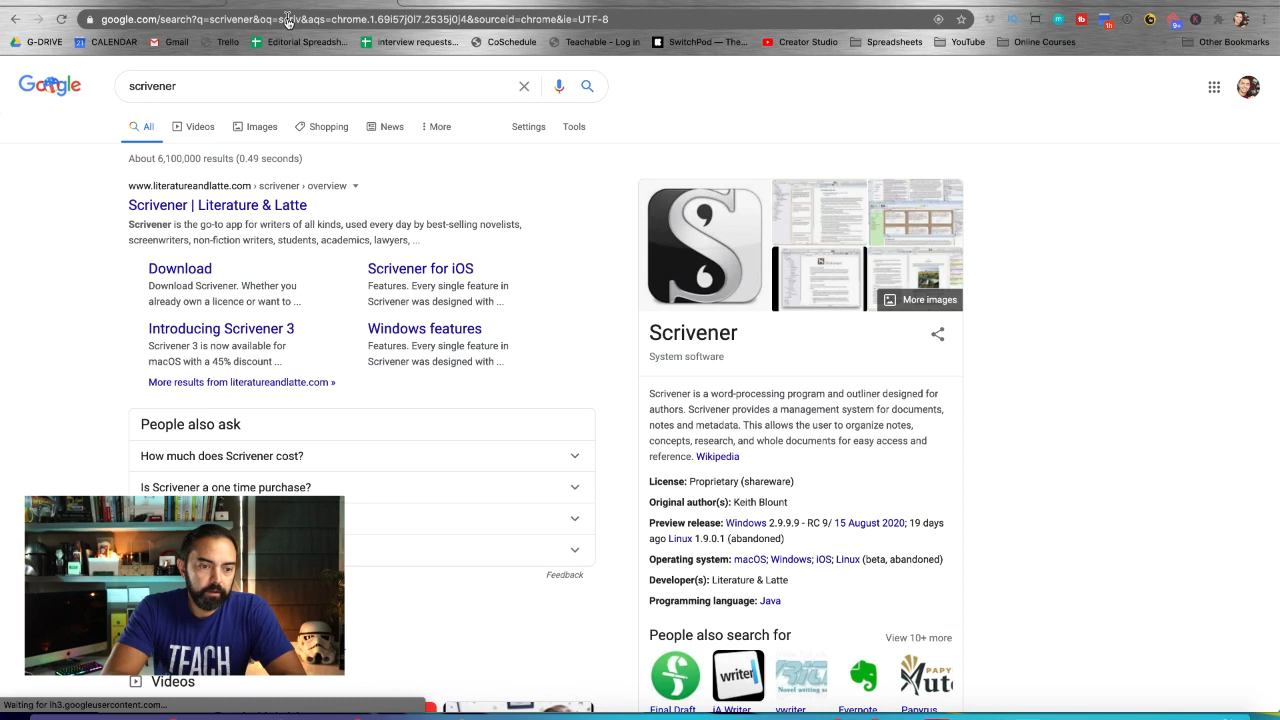 google.com/search?q=scrivener&oq=scriv&aqs=chrome.1.69i57j0l7.2535j0j4&sourceid=chrome&ie=UTF-8
G-DRIVE
21 CALENDAR
Gmail
Trello
Editorial Spreadsh...
interview requests...
CoSchedule
Teachable - Log in
SwitchPod — The...
Creator Studio
Spreadsheets
YouTube
Online Courses
Other Bookmarks
Google
scrivener
All
Videos
Images
Shopping
News
More
Settings
Tools
About 6,100,000 results (0.49 seconds)
www.literatureandlatte.com › scrivener › overview
Scrivener | Literature & Latte
Scrivener is the go-to app for writers of all kinds, used every day by best-selling novelists,
screenwriters, non-fiction writers, students, academics, lawyers, ...
Download
Download Scrivener. Whether you
already own a licence or want to ...
Scrivener for iOS
Features. Every single feature in
Scrivener was designed with ...
Introducing Scrivener 3
Scrivener 3 is now available for
macOS with a 45% discount ...
Windows features
Features. Every single feature in
Scrivener was designed with ...
More results from literatureandlatte.com »
People also ask
How much does Scrivener cost?
Is Scrivener a one time purchase?
Feedback
TEACH
Videos
Waiting for lh3.googleusercontent.com...
More images
Scrivener
System software
Scrivener is a word-processing program and outliner designed for
authors. Scrivener provides a management system for documents,
notes and metadata. This allows the user to organize notes,
concepts, research, and whole documents for easy access and
reference. Wikipedia
License: Proprietary (shareware)
Original author(s): Keith Blount
Preview release: Windows 2.9.9.9 - RC 9/ 15 August 2020; 19 days
ago Linux 1.9.0.1 (abandoned)
Operating system: macOS; Windows; iOS; Linux (beta, abandoned)
Developer(s): Literature & Latte
Programming language: Java
People also search for
View 10+ more
writer
Final Draft
iA Writer
ywriter
Evernote
Papyrus